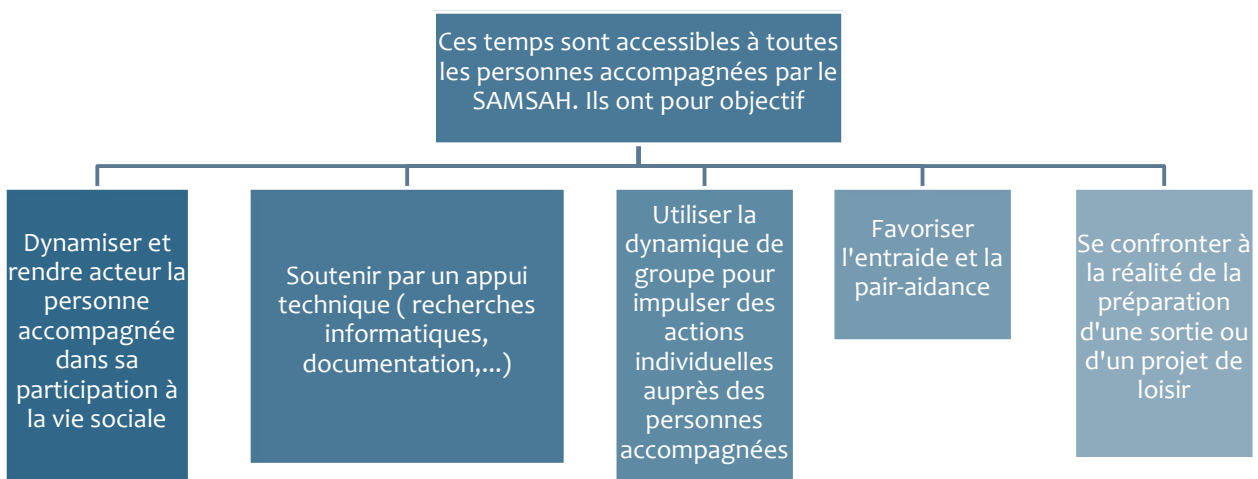 Ces temps sont accessibles à toutes
les personnes accompagnées par le
SAMSAH. Ils ont pour objectif
Dynamiser et
rendre acteur la
personne
accompagnée
dans sa
participation à
la vie sociale
Soutenir par un appui
technique ( recherches
informatiques,
documentation,...)
Utiliser la
dynamique de
groupe pour
impulser des
actions
individuelles
auprès des
personnes
accompagnées
Favoriser
l'entraide et la
pair-aidance
Se confronter à
la réalité de la
préparation
d'une sortie ou
d'un projet de
loisir